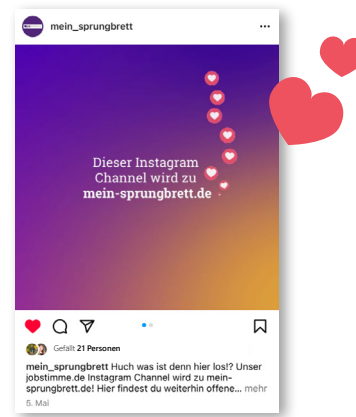 mein_sprungbrett
Dieser Instagram
Channel wird zu
mein-sprungbrett.de
Gefällt 21 Personen
mein_sprungbrett Huch was ist denn hier los!? Unser
jobstimme.de Instagram Channel wird zu mein-
sprungbrett.de! Hier findest du weiterhin offene... mehr
5. Mai